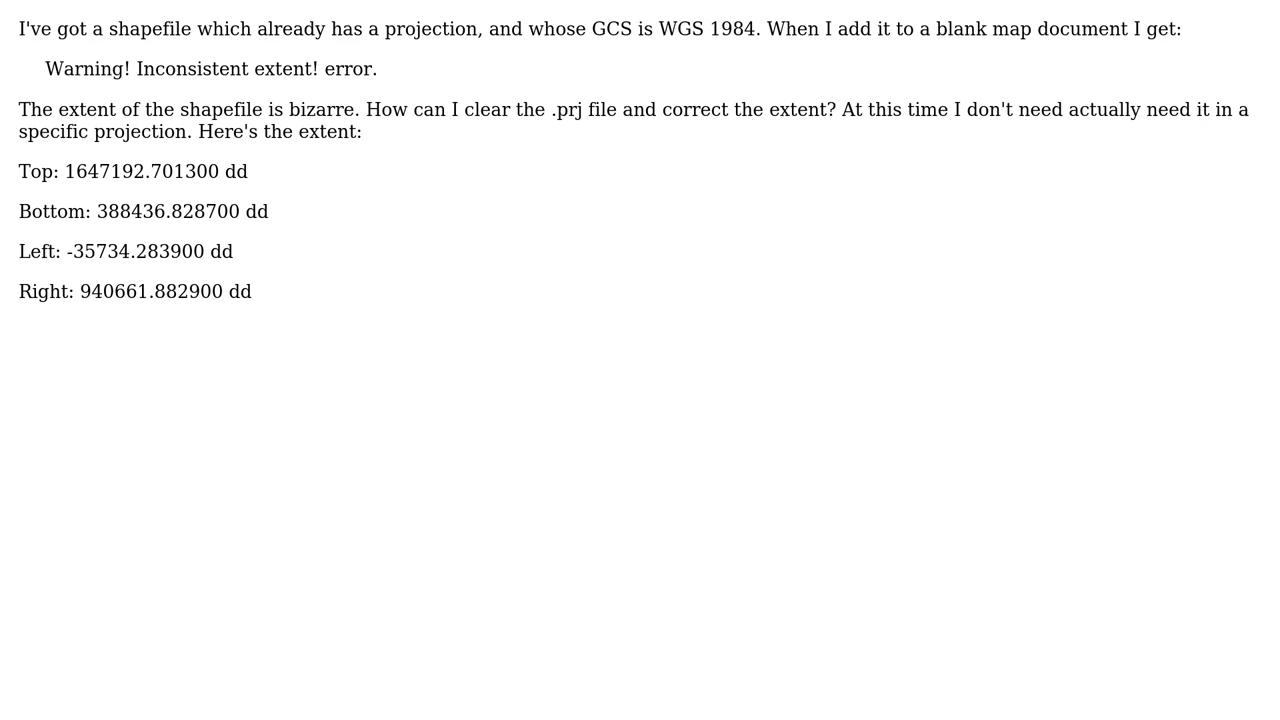 I've got a shapefile which already has a projection, and whose GCS is WGS 1984. When I add it to a blank map document I get:
Warning! Inconsistent extent! error.
The extent of the shapefile is bizarre. How can I clear the .prj file and correct the extent? At this time I don't need actually need it in a
specific projection. Here's the extent:
Top: 1647192.701300 dd
Bottom: 388436.828700 dd
Left: -35734.283900 dd
Right: 940661.882900 dd